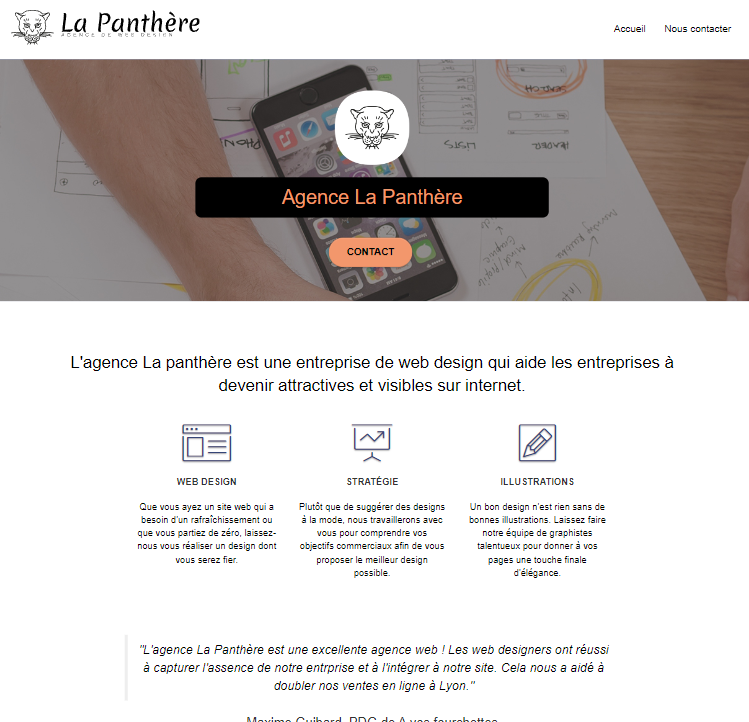 La Panthère
AGENCE DE WEB DESIGN
Accueil Nous contacter
LISTS
HEADER
Agence La Panthère
CONTACT
L'agence La panthère est une entreprise de web design qui aide les entreprises à
devenir attractives et visibles sur internet.
WEB DESIGN
Que vous ayez un site web qui a
besoin d'un rafraîchissement ou
que vous partiez de zéro, laissez-
nous vous réaliser un design dont
vous serez fier.
STRATÉGIE
Plutôt que de suggérer des designs
à la mode, nous travaillerons avec
vous pour comprendre vos
objectifs commerciaux afin de vous
proposer le meilleur design
possible.
ILLUSTRATIONS
Un bon design n'est rien sans de
bonnes illustrations. Laissez faire
notre équipe de graphistes
talentueux pour donner à vos
pages une touche finale
d'élégance.
"L'agence La Panthère est une excellente agence web ! Les web designers ont réussi
à capturer l'assence de notre entrprise et à l'intégrer à notre site. Cela nous a aidé à
doubler nos ventes en ligne à Lyon."
Maxime Guibard, PDG de A vos fourchettes